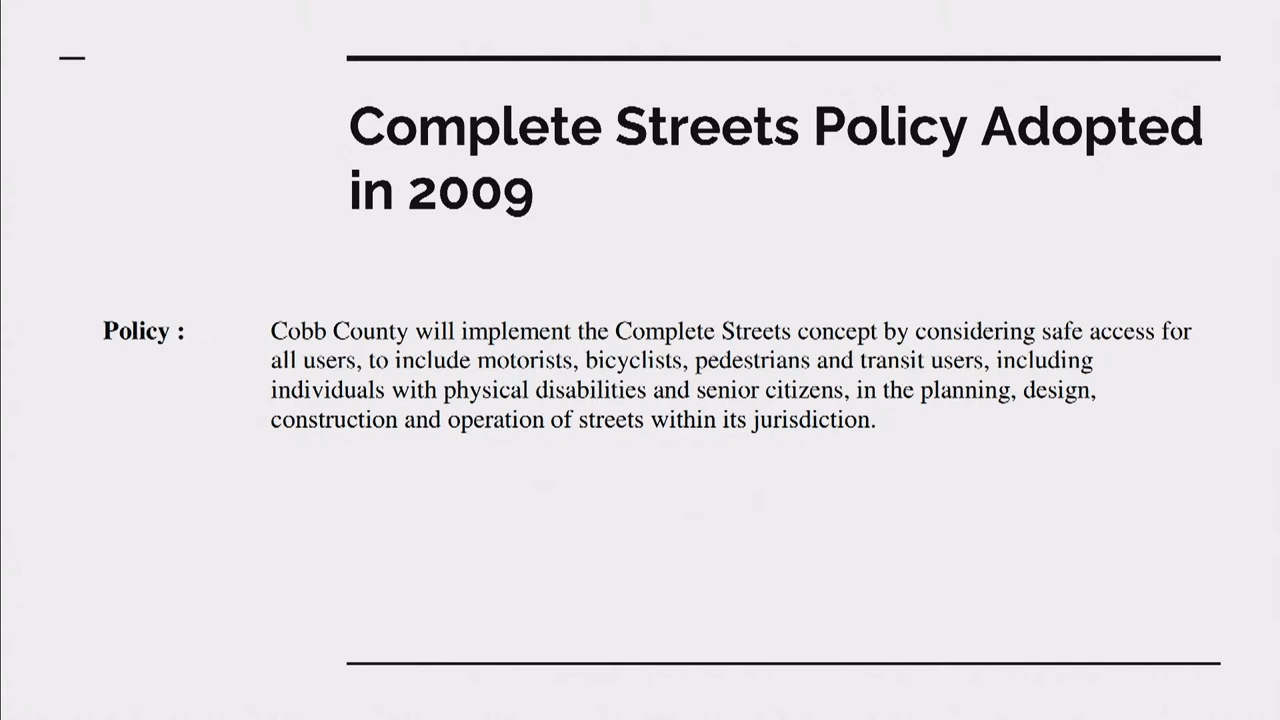 Complete Streets Policy Adopted
in 2009
Policy : Cobb County will implement the Complete Streets concept by considering safe access for
all users, to include motorists, bicyclists, pedestrians and transit users, including
individuals with physical disabilities and senior citizens, in the planning, design,
construction and operation of streets within its jurisdiction.